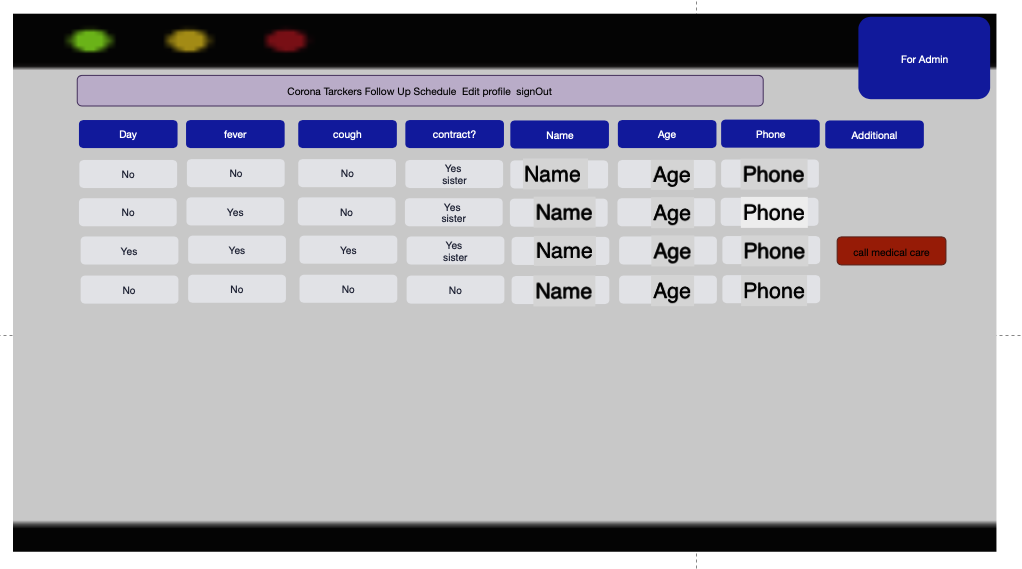 For Admin
Corona Tarckers Follow Up Schedule Edit profile signOut
Day fever cough contract? Name Age Phone Additional
No No No Yes Name Age Phone
sister
No Yes No Yes Name Age Phone
sister
Yes Yes Yes Yes Name Age Phone call medical care
sister
No No No No Name Age Phone